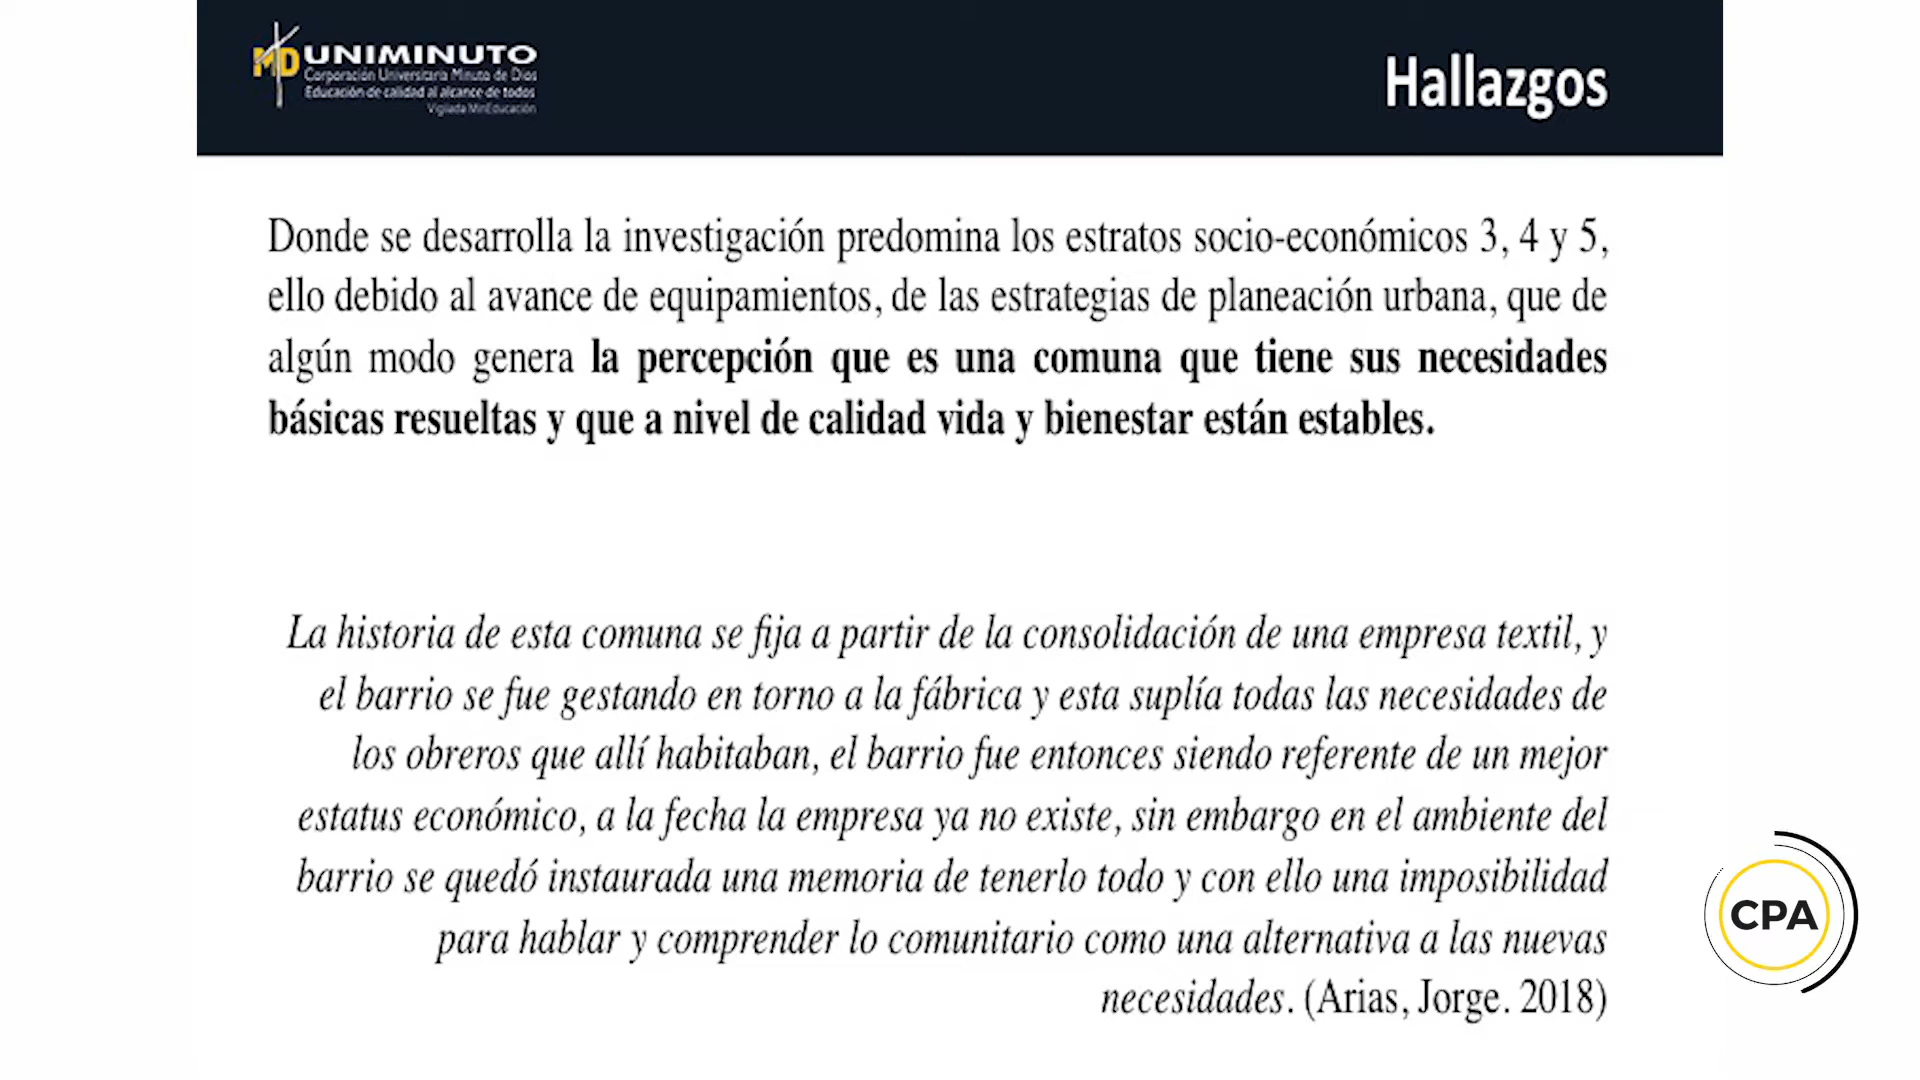 MD UNIMINUTO
Corporación Universitaria Minuto de Dios
Educación de calidad al alcance de todos
Vigilada MinEducación
Hallazgos
Donde se desarrolla la investigación predomina los estratos socio-económicos 3, 4 y 5,
ello debido al avance de equipamientos, de las estrategias de planeación urbana, que de
algún modo genera la percepción que es una comuna que tiene sus necesidades
básicas resueltas y que a nivel de calidad vida y bienestar están estables.
La historia de esta comuna se fija a partir de la consolidación de una empresa textil, y
el barrio se fue gestando en torno a la fábrica y esta suplía todas las necesidades de
los obreros que allí habitaban, el barrio fue entonces siendo referente de un mejor
estatus económico, a la fecha la empresa ya no existe, sin embargo en el ambiente del
barrio se quedó instaurada una memoria de tenerlo todo y con ello una imposibilidad
para hablar y comprender lo comunitario como una alternativa a las nuevas
necesidades. (Arias, Jorge. 2018)
CPA